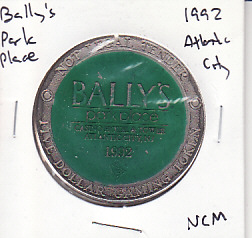 Bally's
Park
Place
1992
Atlantic
City
NOT LEGAL TENDER
BALLY'S
1992
FIVE DOLLAR GAMING TOKEN
NCM